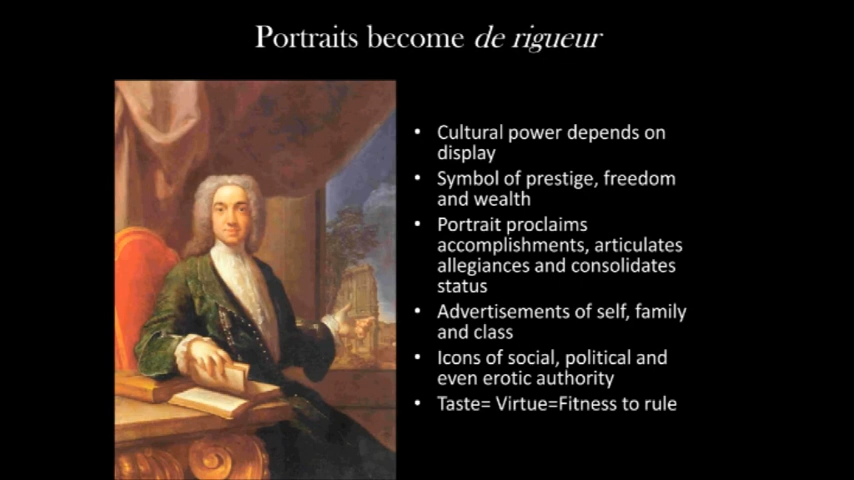 Portraits become de rigueur
• Cultural power depends on
display
• Symbol of prestige, freedom
and wealth
• Portrait proclaims
accomplishments, articulates
allegiances and consolidates
status
• Advertisements of self, family
and class
• Icons of social, political and
even erotic authority
• Taste= Virtue=Fitness to rule